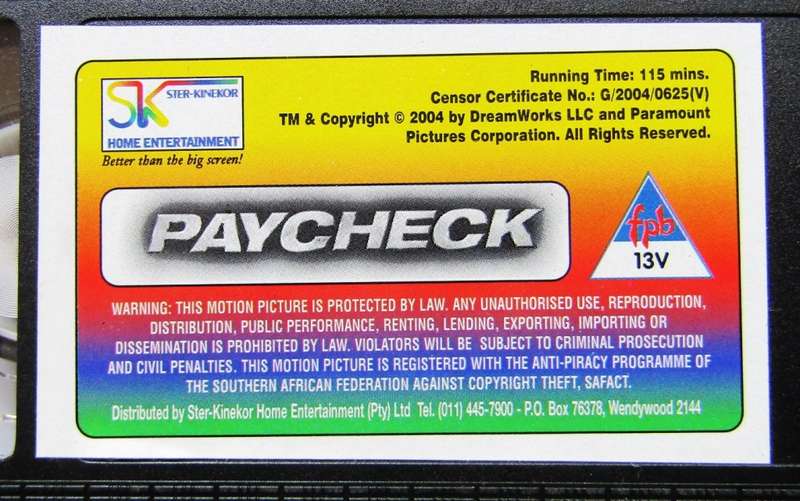 SK STER-KINEKOR
HOME ENTERTAINMENT
Better than the big screen!
Running Time: 115 mins.
Censor Certificate No.: G/2004/0625(V)
TM & Copyright © 2004 by DreamWorks LLC and Paramount
Pictures Corporation. All Rights Reserved.
PAYCHECK
fpb
13V
WARNING: THIS MOTION PICTURE IS PROTECTED BY LAW. ANY UNAUTHORISED USE, REPRODUCTION,
DISTRIBUTION, PUBLIC PERFORMANCE, RENTING, LENDING, EXPORTING, IMPORTING OR
DISSEMINATION IS PROHIBITED BY LAW. VIOLATORS WILL BE SUBJECT TO CRIMINAL PROSECUTION
AND CIVIL PENALTIES. THIS MOTION PICTURE IS REGISTERED WITH THE ANTI-PIRACY PROGRAMME OF
THE SOUTHERN AFRICAN FEDERATION AGAINST COPYRIGHT THEFT, SAFACT.
Distributed by Ster-Kinekor Home Entertainment (Pty) Ltd Tel. (011) 445-7900 - P.O. Box 76378, Wendywood 2144